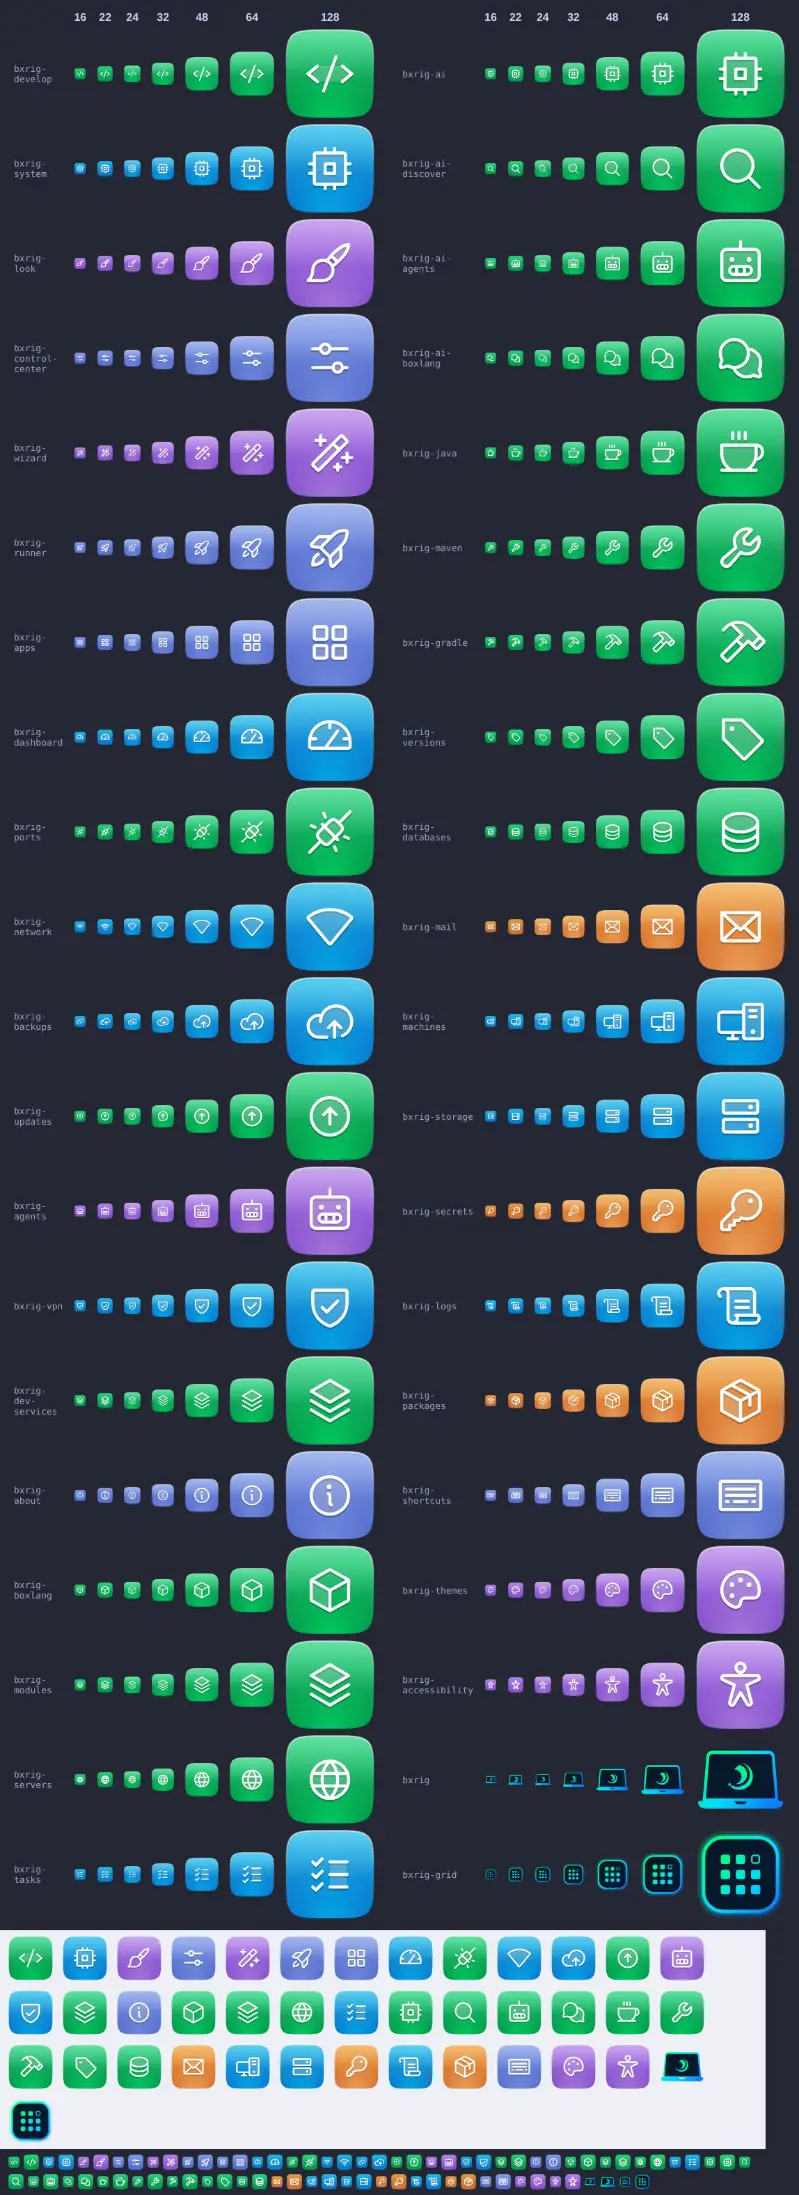 16 22 24 32 48 64 128 16 22 24 32 48 64 128
bxrig-
develop
bxrig-ai
bxrig-
system
bxrig-ai-
discover
bxrig-
look
bxrig-ai-
agents
bxrig-
control-
center
bxrig-ai-
boxlang
bxrig-
wizard
bxrig-java
bxrig-
runner
bxrig-maven
bxrig-
apps
bxrig-gradle
bxrig-
dashboard
bxrig-
versions
bxrig-
ports
bxrig-
databases
bxrig-
network
bxrig-mail
bxrig-
backups
bxrig-
machines
bxrig-
updates
bxrig-storage
bxrig-
agents
bxrig-secrets
bxrig-vpn
bxrig-logs
bxrig-
dev-
services
bxrig-
packages
bxrig-
about
bxrig-
shortcuts
bxrig-
boxlang
bxrig-themes
bxrig-
modules
bxrig-
accessibility
bxrig-
servers
bxrig
bxrig-
tasks
bxrig-grid